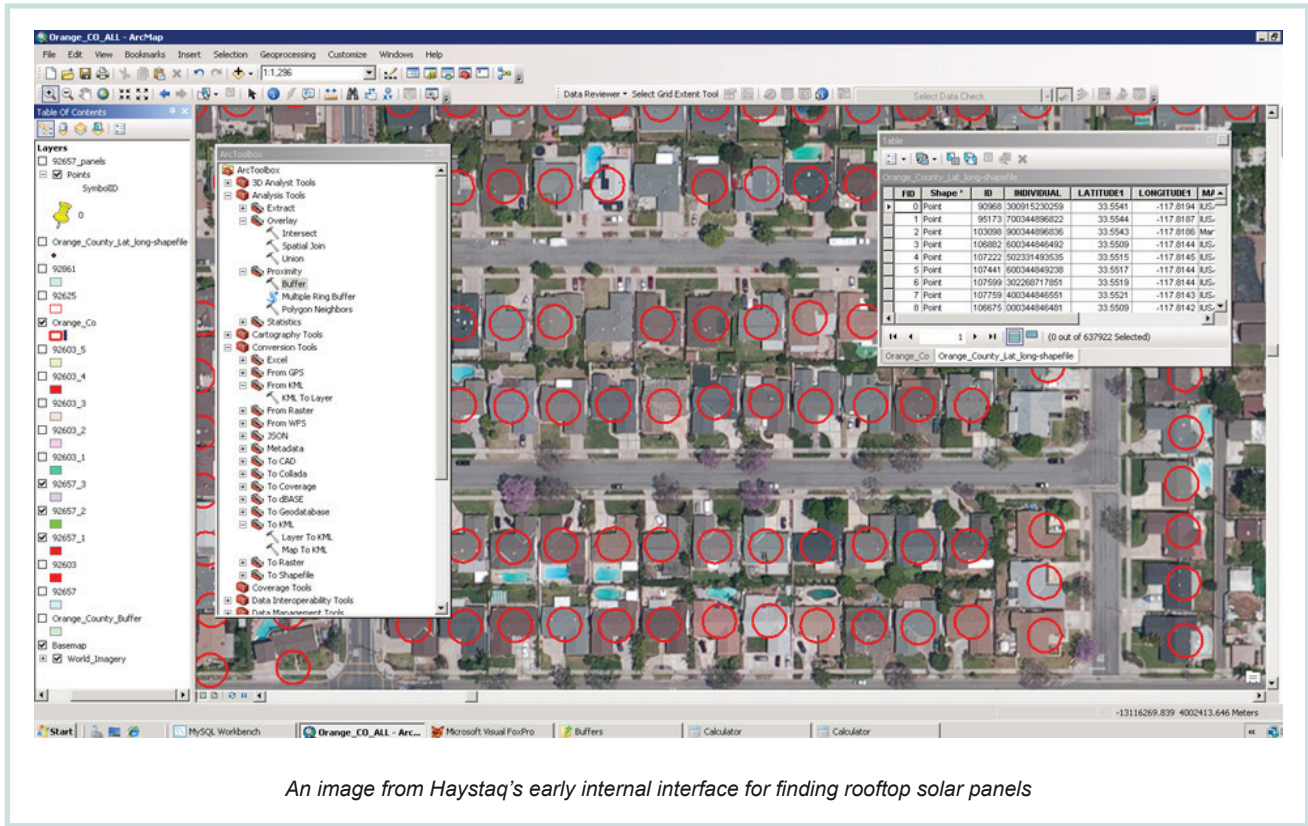 Orange_CO_ALL - ArcMap
File Edit View Bookmarks Insert Selection Geoprocessing Customize Windows Help
1:1,296
Data Reviewer Select Grid Extent Tool Select Data Check
Table Of Contents
Layers
92657_panels
Points
SymbolID
0
Orange_County_Lat_long-shapefile
92861
92625
Orange_Co
92603_5
92603_4
92603_3
92603_2
92603_1
92657_3
92657_2
92657_1
92603
92657
Orange_County_Buffer
Basemap
World_Imagery
ArcToolbox
ArcToolbox
3D Analyst Tools
Analysis Tools
Extract
Overlay
Intersect
Spatial Join
Union
Proximity
Buffer
Multiple Ring Buffer
Polygon Neighbors
Statistics
Cartography Tools
Conversion Tools
Excel
From GPS
From KML
KML To Layer
From Raster
From WFS
JSON
Metadata
To CAD
To Collada
To Coverage
To dBASE
To Geodatabase
To KML
Layer To KML
Map To KML
To Raster
To Shapefile
Coverage Tools
Data Interoperability Tools
Data Management Tools
Table
Orange_County_Lat_long-shapefile
FID Shape * ID INDIVIDUAL LATITUDE1 LONGITUDE1 MA
0 Point 90968 300915230259 33.5541 -117.8194 IUS
1 Point 95173 700344896822 33.5544 -117.8187 IUS
2 Point 103098 900344896836 33.5543 -117.8186 Mar
3 Point 106882 600344846492 33.5509 -117.8144 IUS
4 Point 107222 502331493535 33.5515 -117.8145 IUS
5 Point 107441 600344849238 33.5517 -117.8144 IUS
6 Point 107599 302268717851 33.5519 -117.8144 IUS
7 Point 107759 400344846551 33.5521 -117.8143 IUS
8 Point 106675 000344846481 33.5509 -117.8142 IUS
1 (0 out of 637922 Selected)
Orange_Co Orange_County_Lat_long-shapefile
-13116269.839 4002413.646 Meters
Start MySQL Workbench Orange_CO_ALL - Arc... Microsoft Visual FoxPro Buffers Calculator Calculator
An image from Haystaq's early internal interface for finding rooftop solar panels